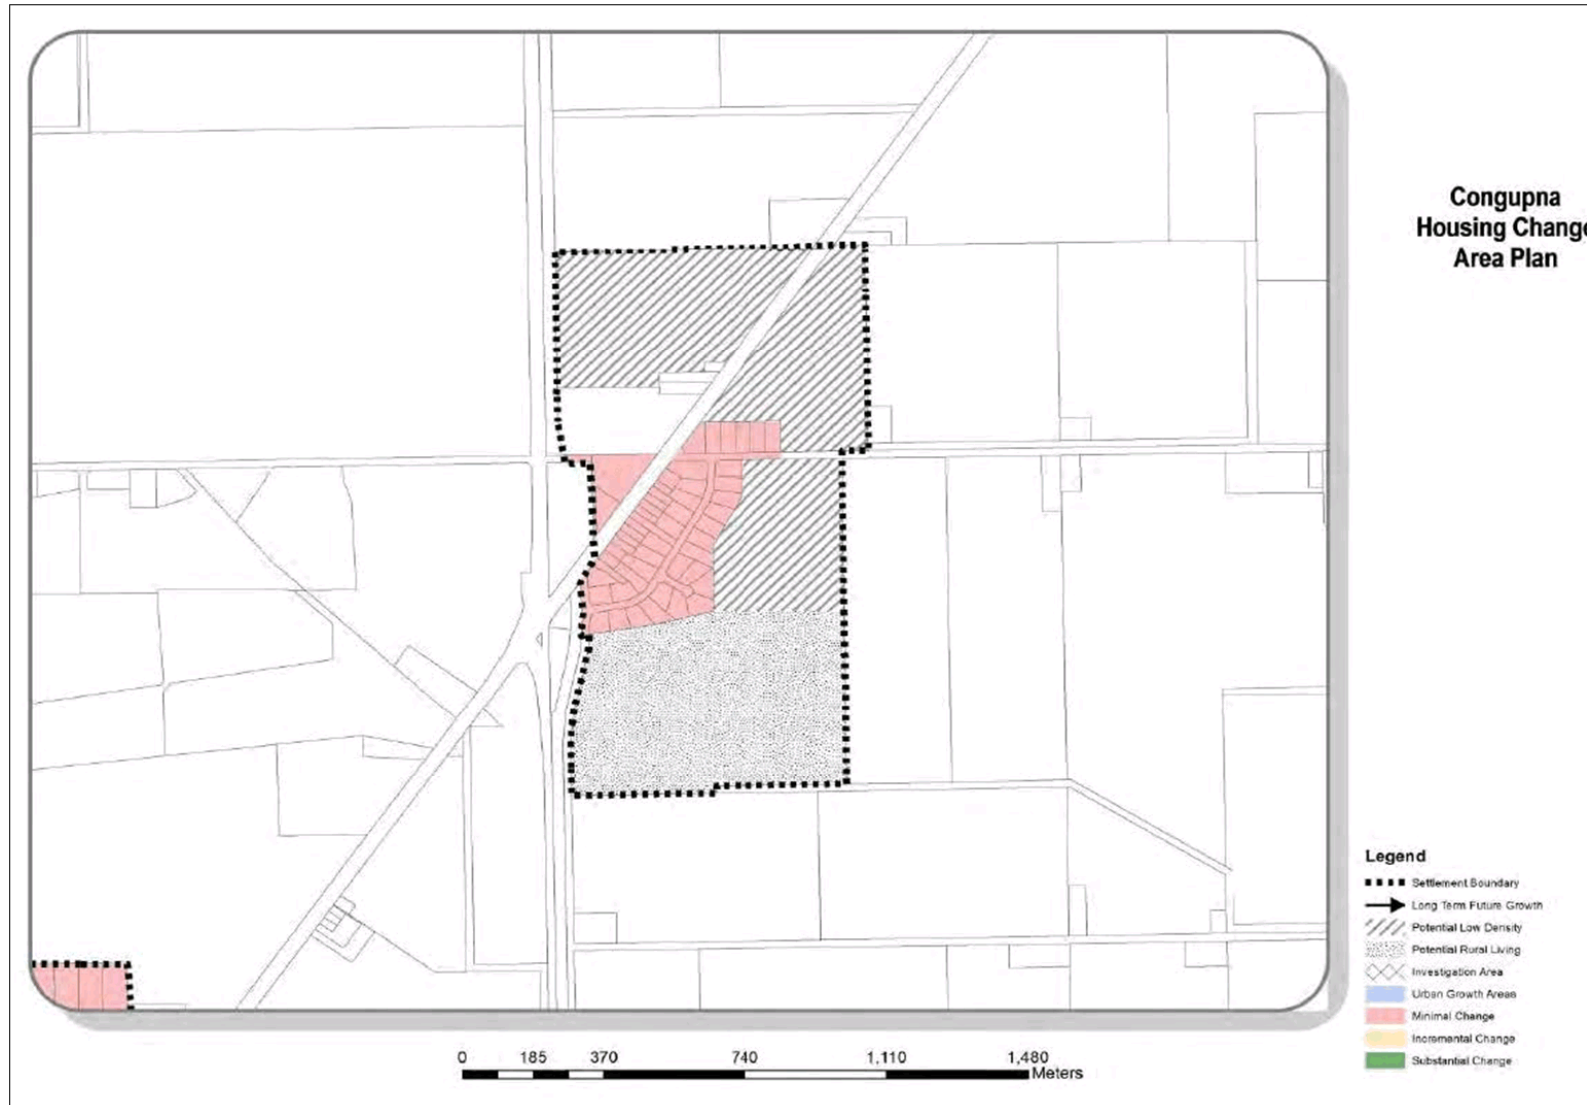 Congupna
Housing Change
Area Plan
Legend
Settlement Boundary
Long Term Future Growth
Potential Low Density
Potential Rural Living
Investigation Area
Urban Growth Areas
Minimal Change
Incremental Change
Substantial Change
0 185 370 740 1,110 1,480
Meters